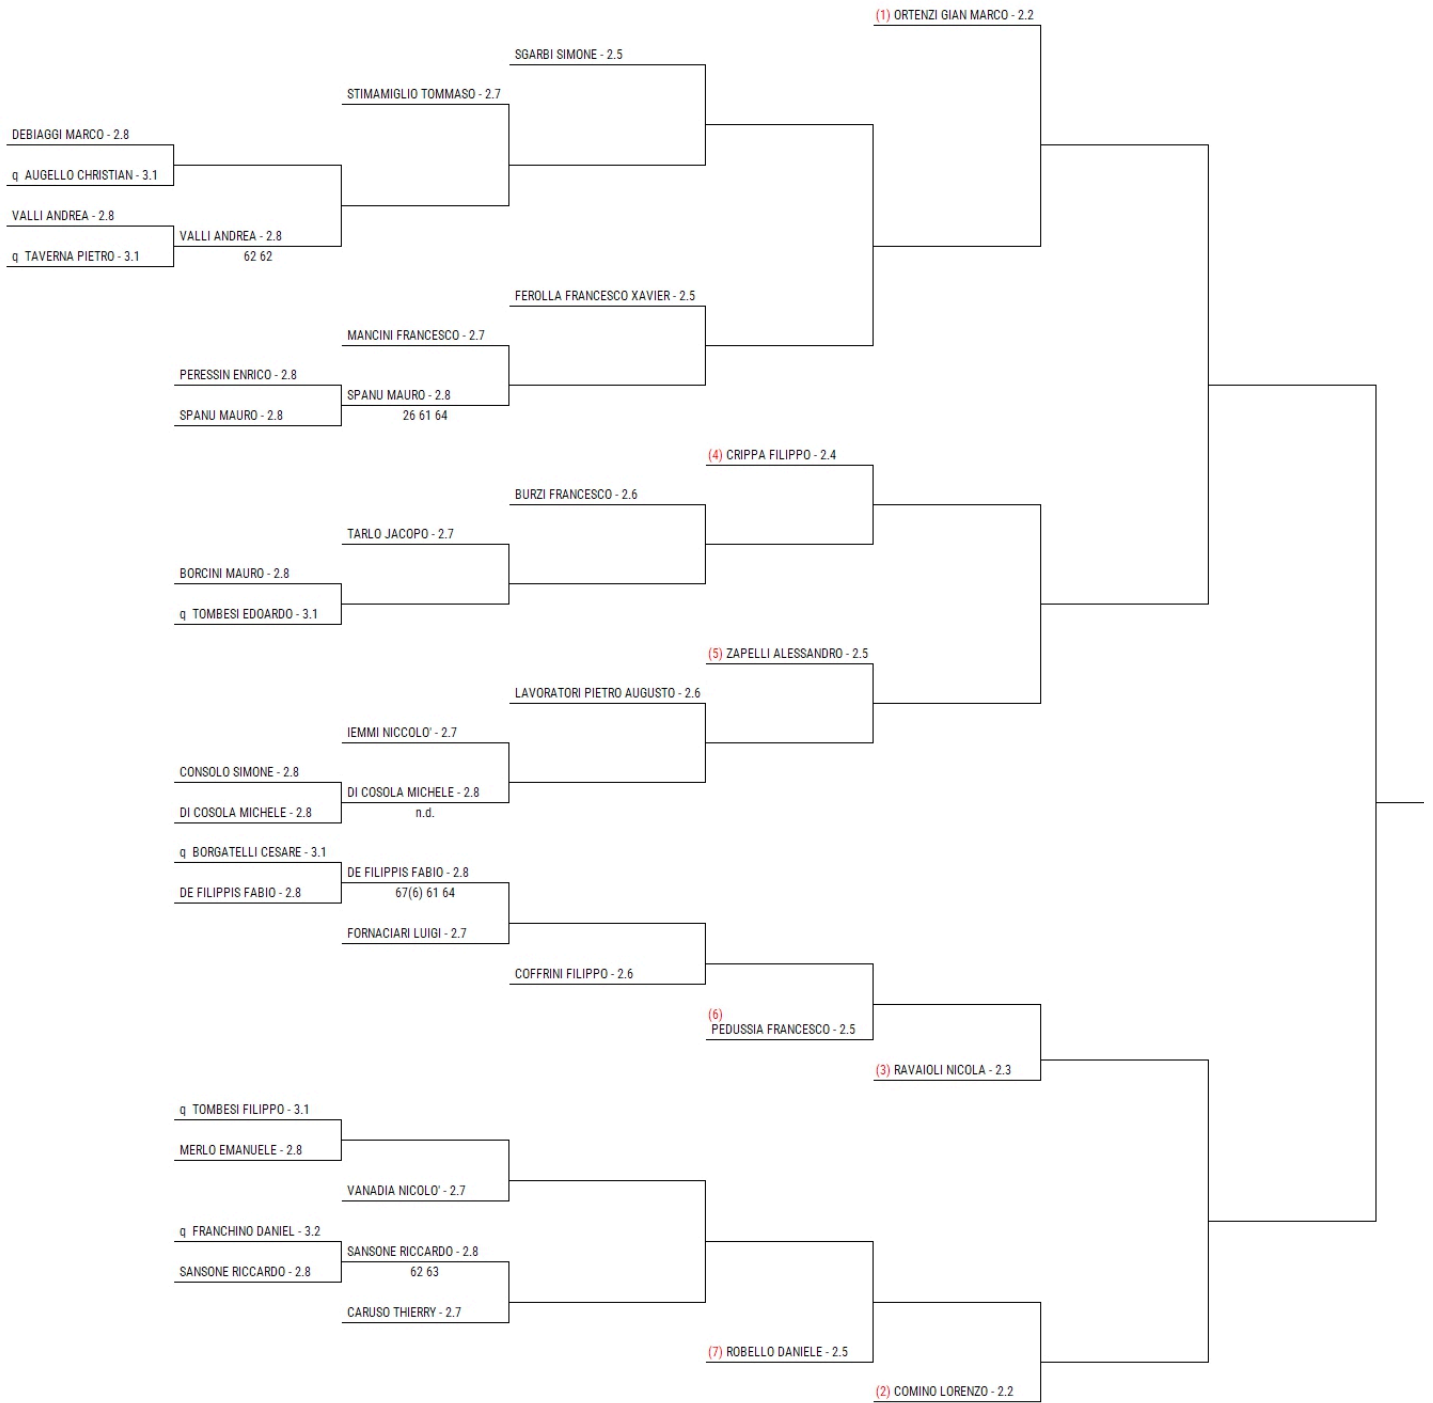 (1) ORTENZI GIAN MARCO - 2.2
SGARBI SIMONE - 2.5
STIMAMIGLIO TOMMASO - 2.7
DEBIAGGI MARCO - 2.8
q AUGELLO CHRISTIAN - 3.1
VALLI ANDREA - 2.8
VALLI ANDREA - 2.8
q TAVERNA PIETRO - 3.1
62 62
FEROLLA FRANCESCO XAVIER - 2.5
MANCINI FRANCESCO - 2.7
PERESSIN ENRICO - 2.8
SPANU MAURO - 2.8
SPANU MAURO - 2.8
26 61 64
(4) CRIPPA FILIPPO - 2.4
BURZI FRANCESCO - 2.6
TARLO JACOPO - 2.7
BORCINI MAURO - 2.8
q TOMBESI EDOARDO - 3.1
(5) ZAPELLI ALESSANDRO - 2.5
LAVORATORI PIETRO AUGUSTO - 2.6
IEMMI NICCOLO' - 2.7
CONSOLO SIMONE - 2.8
DI COSOLA MICHELE - 2.8
DI COSOLA MICHELE - 2.8
n.d.
q BORGATELLI CESARE - 3.1
DE FILIPPIS FABIO - 2.8
DE FILIPPIS FABIO - 2.8
67(6) 61 64
FORNACIARI LUIGI - 2.7
COFFRINI FILIPPO - 2.6
(6)
PEDUSSIA FRANCESCO - 2.5
(3) RAVAIOLI NICOLA - 2.3
q TOMBESI FILIPPO - 3.1
MERLO EMANUELE - 2.8
VANADIA NICOLO' - 2.7
q FRANCHINO DANIEL - 3.2
SANSONE RICCARDO - 2.8
SANSONE RICCARDO - 2.8
62 63
CARUSO THIERRY - 2.7
(7) ROBELLO DANIELE - 2.5
(2) COMINO LORENZO - 2.2